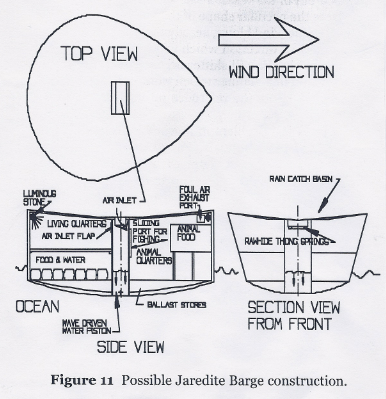 TOP VIEW
WIND DIRECTION
LUMINOUS
STONE
AIR INLET
FOUL AIR
EXHAUST
PORT
RAIN CATCH BASIN
LIVING QUARTERS
AIR INLET FLAP
SLIDING
PORT FOR
FISHING
ANIMAL
FOOD
RAWHIDE THONG SPRINGS
FOOD & WATER
ANIMAL
QUARTERS
OCEAN
BALLAST STORES
WAVE DRIVEN
WATER PISTON
SIDE VIEW
SECTION VIEW
FROM FRONT
Figure 11 Possible Jaredite Barge construction.